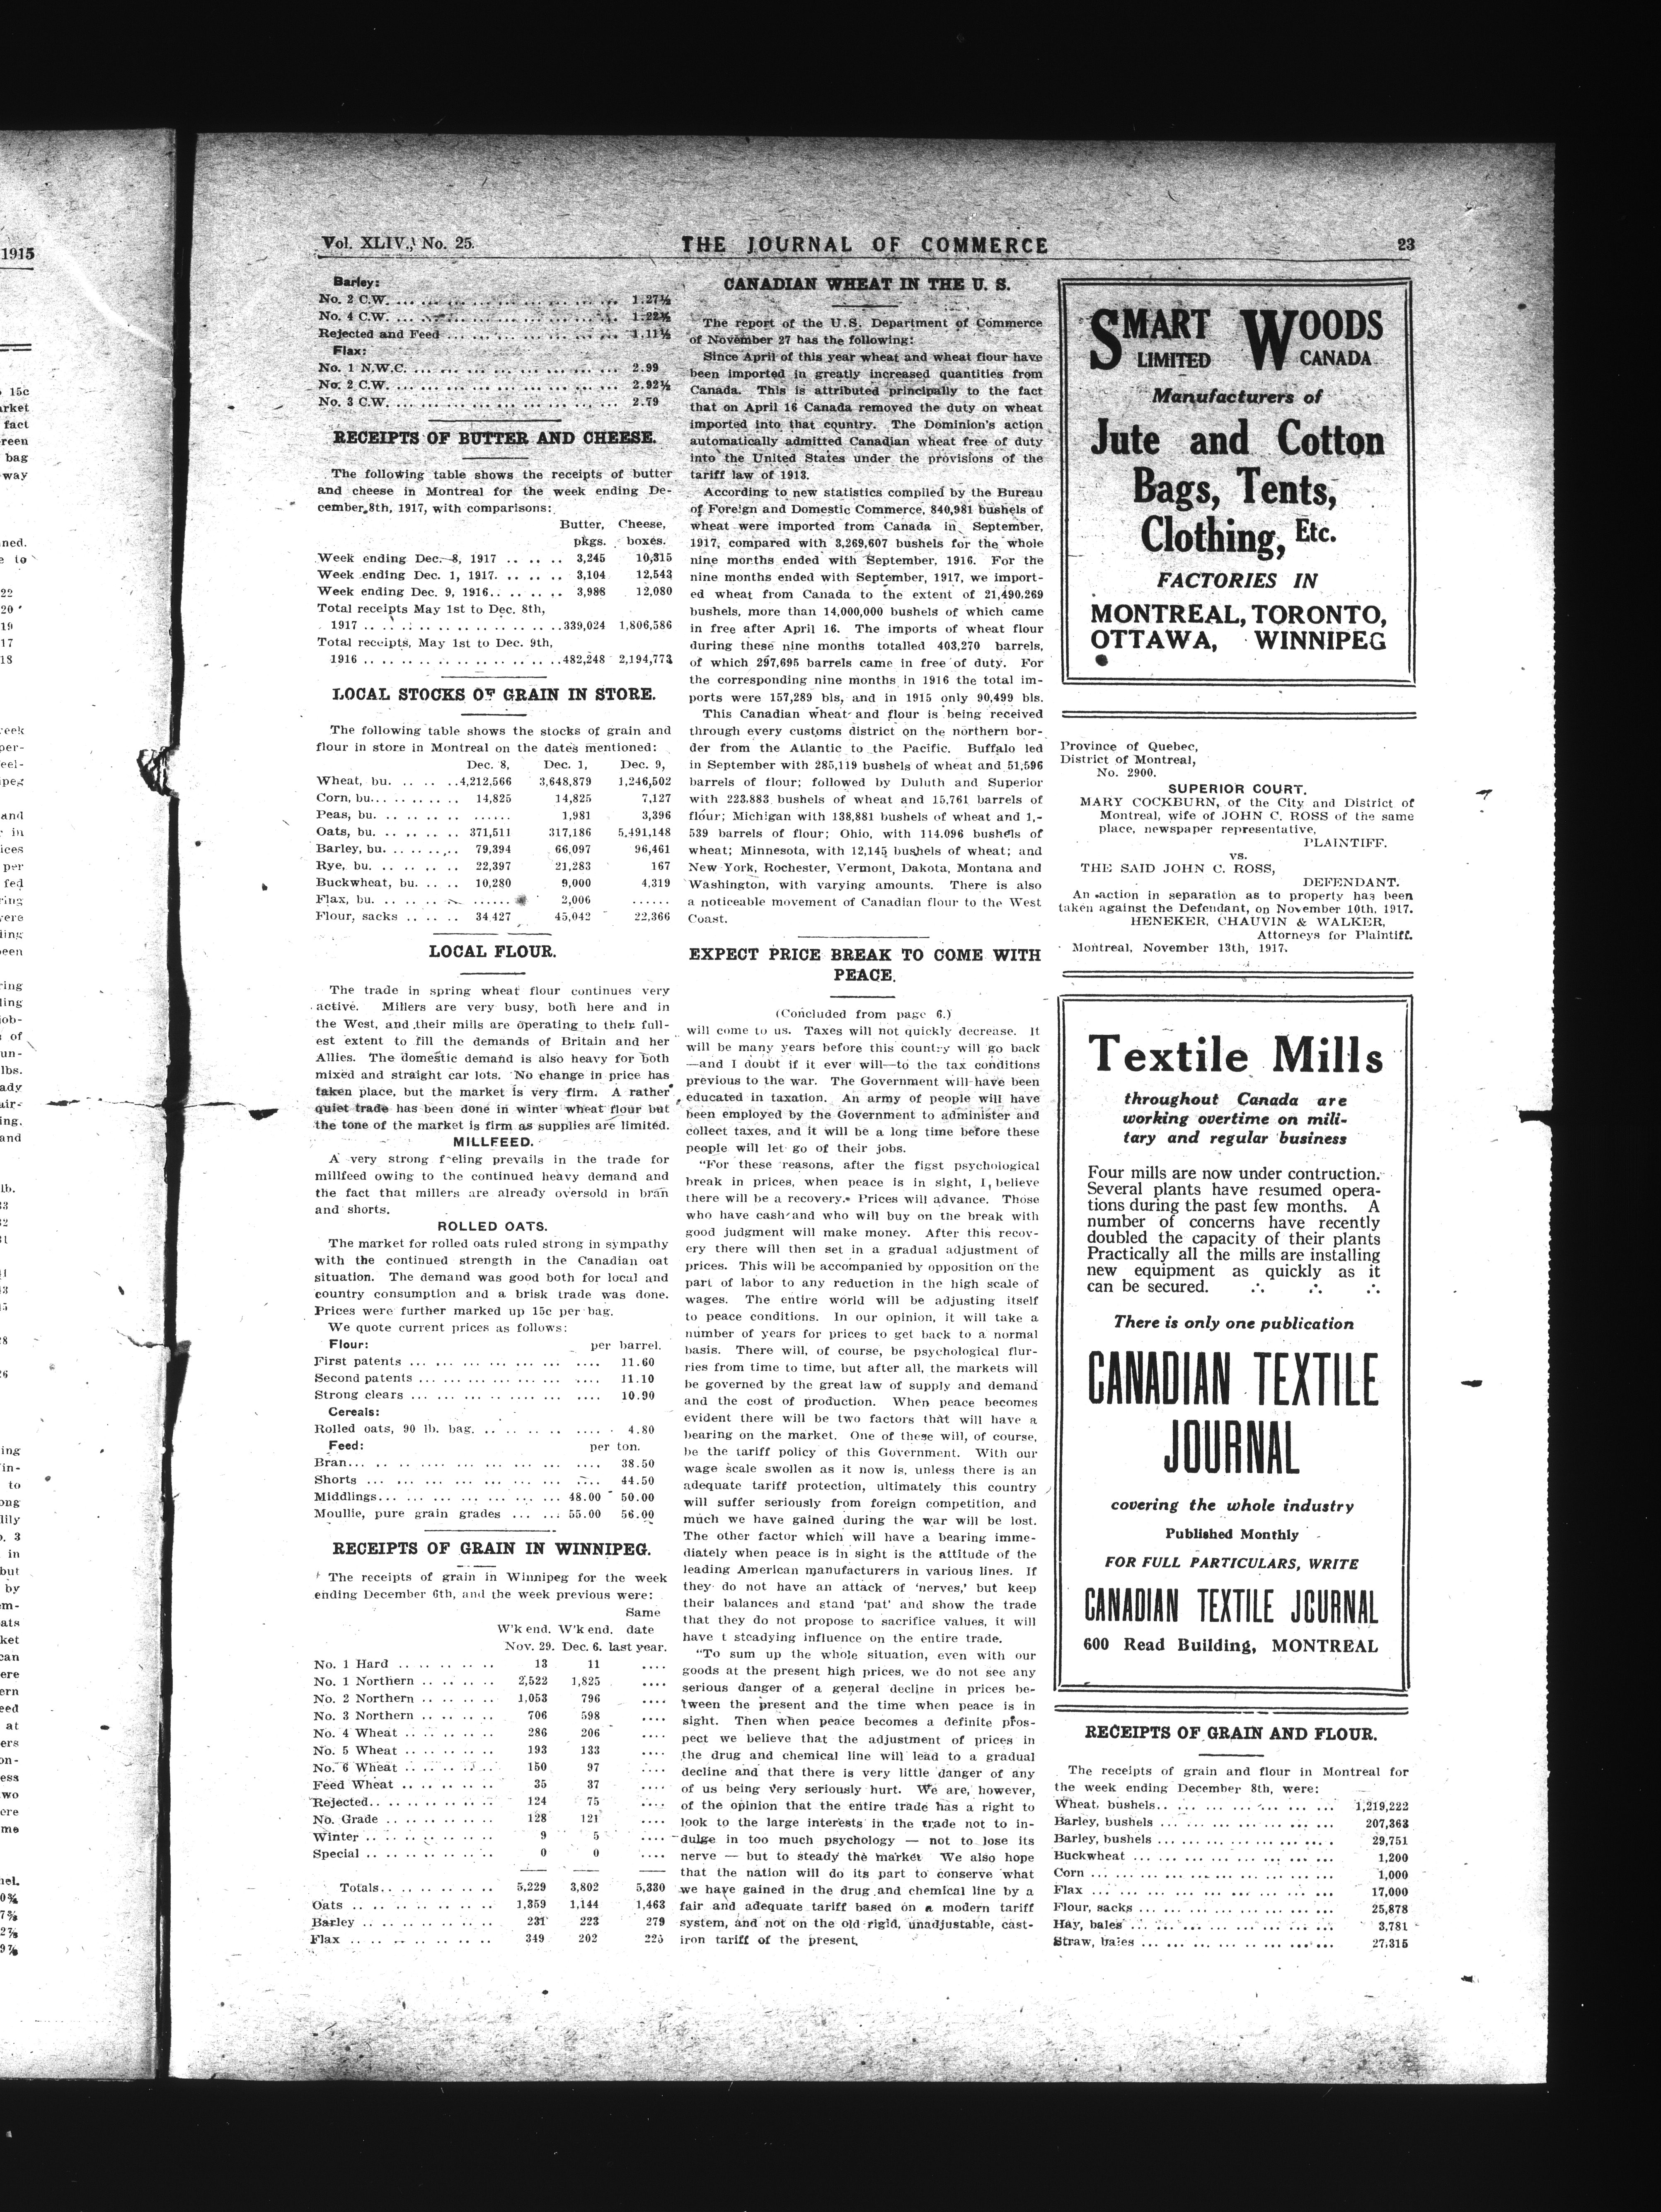 Vol. XLIV., No. 25.
THE JOURNAL OF COMMERCE
23
Barley:
No. 2 C.W. ... ... ... ... ... ... ... ... 1.27½
No. 4 C.W. ... ... ... ... ... ... ... ... 1.22½
Rejected and Feed ... ... ... ... ... ... 1.11½
Flax:
No. 1 N.W.C. ... ... ... ... ... ... ... 2.99
No. 2 C.W. ... ... ... ... ... ... ... ... 2.92½
No. 3 C.W. ... ... ... ... ... ... ... ... 2.79
RECEIPTS OF BUTTER AND CHEESE.
The following table shows the receipts of butter
and cheese in Montreal for the week ending De-
cember 8th, 1917, with comparisons:
Butter, Cheese,
pkgs. boxes.
Week ending Dec. 8, 1917 .. .. .. 3,245 10,315
Week ending Dec. 1, 1917. .. .. .. 3,104 12,543
Week ending Dec. 9, 1916.. .. .. .. 3,986 12,080
Total receipts May 1st to Dec. 8th,
1917 .. .. .. .. .. .. .. .. .. ..339,024 1,806,586
Total receipts, May 1st to Dec. 9th,
1916 .. .. .. .. .. .. .. .. .. ..482,248 2,194,773
LOCAL STOCKS OF GRAIN IN STORE.
The following table shows the stocks of grain and
flour in store in Montreal on the dates mentioned:
Dec. 8, Dec. 1, Dec. 9,
Wheat, bu. .. .. ..4,212,566 3,648,879 1,246,502
Corn, bu... .. .. .. .. 14,825 14,825 7,127
Peas, bu. .. .. .. .. ...... 1,981 3,396
Oats, bu. .. .. .. .. 371,511 317,186 5,491,148
Barley, bu. .. .. .. .. 79,394 66,097 96,461
Rye, bu. .. .. .. .. 22,397 21,283 167
Buckwheat, bu. .. .. 10,280 9,000 4,319
Flax, bu. .. .. .. .. ...... 2,006 ......
Flour, sacks .. .. .. 34,427 45,042 22,366
LOCAL FLOUR.
The trade in spring wheat flour continues very
active. Millers are very busy, both here and in
the West, and their mills are operating to their full-
est extent to fill the demands of Britain and her
Allies. The domestic demand is also heavy for both
mixed and straight car lots. No change in price has
taken place, but the market is very firm. A rather
quiet trade has been done in winter wheat flour but
the tone of the market is firm as supplies are limited.
MILLFEED.
A very strong feeling prevails in the trade for
millfeed owing to the continued heavy demand and
the fact that millers are already oversold in bran
and shorts.
ROLLED OATS.
The market for rolled oats ruled strong in sympathy
with the continued strength in the Canadian oat
situation. The demand was good both for local and
country consumption and a brisk trade was done.
Prices were further marked up 15c per bag.
We quote current prices as follows:
Flour: per barrel.
First patents ... ... ... ... ... ... .... 11.60
Second patents ... ... ... ... ... ... .... 11.10
Strong clears ... ... ... .. .... ... .... 10.90
Cereals:
Rolled oats, 90 lb. bag. .. .. .. .. .... 4.80
Feed: per ton.
Bran... .. .. .... ... ... ... ... .... 38.50
Shorts ... ... ... ... ... ... ... .... 44.50
Middlings... ... ... ... ... ... ... 48.00 50.00
Moullie, pure grain grades ... ... 55.00 56.00
RECEIPTS OF GRAIN IN WINNIPEG.
The receipts of grain in Winnipeg for the week
ending December 6th, and the week previous were:
Same
W'k end. W'k end. date
Nov. 29. Dec. 6. last year.
No. 1 Hard .. .. .. .. .. 13 11 ....
No. 1 Northern .. .. .. .. 2,522 1,825 ....
No. 2 Northern .. .. .. .. 1,053 796 ....
No. 3 Northern .. .. .. .. 706 598 ....
No. 4 Wheat .. .. .. .. .. 286 206 ....
No. 5 Wheat .. .. .. .. .. 193 133 ....
No. 6 Wheat .. .. .. .. .. 150 97 ....
Feed Wheat .. .. .. .. .. 35 37 ....
Rejected.. .. .. .. .. .. .. 124 75 ....
No. Grade .. .. .. .. .. .. 128 121 ....
Winter .. .. .. .. .. .. .. 9 5 ....
Special .. .. .. .. .. .. .. 0 0 ....
Totals.. .. .. .. .. .. 5,229 3,802 5,330
Oats .. .. .. .. .. .. .. .. 1,359 1,144 1,463
Barley .. .. .. .. .. .. .. 231 223 279
Flax .. .. .. .. .. .. .. .. 349 202 225
CANADIAN WHEAT IN THE U. S.
The report of the U.S. Department of Commerce
of November 27 has the following:
Since April of this year wheat and wheat flour have
been imported in greatly increased quantities from
Canada. This is attributed principally to the fact
that on April 16 Canada removed the duty on wheat
imported into that country. The Dominion's action
automatically admitted Canadian wheat free of duty
into the United States under the provisions of the
tariff law of 1913.
According to new statistics compiled by the Bureau
of Foreign and Domestic Commerce, 840,981 bushels of
wheat were imported from Canada in September,
1917, compared with 3,269,607 bushels for the whole
nine months ended with September, 1916. For the
nine months ended with September, 1917, we import-
ed wheat from Canada to the extent of 21,490,269
bushels, more than 14,000,000 bushels of which came
in free after April 16. The imports of wheat flour
during these nine months totalled 403,270 barrels,
of which 297,695 barrels came in free of duty. For
the corresponding nine months in 1916 the total im-
ports were 157,289 bls, and in 1915 only 90,499 bls.
This Canadian wheat and flour is being received
through every customs district on the northern bor-
der from the Atlantic to the Pacific. Buffalo led
in September with 285,119 bushels of wheat and 51,596
barrels of flour; followed by Duluth and Superior
with 223,883 bushels of wheat and 15,761 barrels of
flour; Michigan with 138,881 bushels of wheat and 1,-
539 barrels of flour; Ohio, with 114,096 bushels of
wheat; Minnesota, with 12,145 bushels of wheat; and
New York, Rochester, Vermont, Dakota, Montana and
Washington, with varying amounts. There is also
a noticeable movement of Canadian flour to the West
Coast.
EXPECT PRICE BREAK TO COME WITH
PEACE.
(Concluded from page 6.)
will come to us. Taxes will not quickly decrease. It
will be many years before this country will go back
—and I doubt if it ever will—to the tax conditions
previous to the war. The Government will have been
educated in taxation. An army of people will have
been employed by the Government to administer and
collect taxes, and it will be a long time before these
people will let go of their jobs.
"For these reasons, after the figst psychological
break in prices, when peace is in sight, I believe
there will be a recovery. Prices will advance. Those
who have cash and who will buy on the break with
good judgment will make money. After this recov-
ery there will then set in a gradual adjustment of
prices. This will be accompanied by opposition on the
part of labor to any reduction in the high scale of
wages. The entire world will be adjusting itself
to peace conditions. In our opinion, it will take a
number of years for prices to get back to a normal
basis. There will, of course, be psychological flur-
ries from time to time, but after all, the markets will
be governed by the great law of supply and demand
and the cost of production. When peace becomes
evident there will be two factors that will have a
bearing on the market. One of these will, of course,
be the tariff policy of this Government. With our
wage scale swollen as it now is, unless there is an
adequate tariff protection, ultimately this country
will suffer seriously from foreign competition, and
much we have gained during the war will be lost.
The other factor which will have a bearing imme-
diately when peace is in sight is the attitude of the
leading American manufacturers in various lines. If
they do not have an attack of 'nerves,' but keep
their balances and stand 'pat' and show the trade
that they do not propose to sacrifice values, it will
have t steadying influence on the entire trade.
"To sum up the whole situation, even with our
goods at the present high prices, we do not see any
serious danger of a general decline in prices be-
tween the present and the time when peace is in
sight. Then when peace becomes a definite pros-
pect we believe that the adjustment of prices in
the drug and chemical line will lead to a gradual
decline and that there is very little danger of any
of us being very seriously hurt. We are, however,
of the opinion that the entire trade has a right to
look to the large interests in the trade not to in-
dulge in too much psychology — not to lose its
nerve — but to steady the market We also hope
that the nation will do its part to conserve what
we have gained in the drug and chemical line by a
fair and adequate tariff based on a modern tariff
system, and not on the old rigid, unadjustable, cast-
iron tariff of the present.
SMART WOODS
LIMITED CANADA
Manufacturers of
Jute and Cotton
Bags, Tents,
Clothing, Etc.
FACTORIES IN
MONTREAL, TORONTO,
OTTAWA, WINNIPEG
Province of Quebec,
District of Montreal,
No. 2900.
SUPERIOR COURT.
MARY COCKBURN, of the City and District of
Montreal, wife of JOHN C. ROSS of the same
place, newspaper representative,
PLAINTIFF.
vs.
THE SAID JOHN C. ROSS,
DEFENDANT.
An action in separation as to property has been
taken against the Defendant, on November 10th, 1917.
HENEKER, CHAUVIN & WALKER,
Attorneys for Plaintiff.
Montreal, November 13th, 1917.
Textile Mills
throughout Canada are
working overtime on mili-
tary and regular business
Four mills are now under contruction.
Several plants have resumed opera-
tions during the past few months. A
number of concerns have recently
doubled the capacity of their plants
Practically all the mills are installing
new equipment as quickly as it
can be secured. ∴ ∴ ∴
There is only one publication
CANADIAN TEXTILE
JOURNAL
covering the whole industry
Published Monthly
FOR FULL PARTICULARS, WRITE
CANADIAN TEXTILE JOURNAL
600 Read Building, MONTREAL
RECEIPTS OF GRAIN AND FLOUR.
The receipts of grain and flour in Montreal for
the week ending December 8th, were:
Wheat, bushels.. ... ... ... ... ... ... 1,219,222
Barley, bushels ... ... ... ... ... ... ... 207,363
Barley, bushels ... ... ... ... ... ... .... 29,751
Buckwheat ... ... ... ... ... ... ... ... 1,200
Corn ... ... ... ... ... ... ... ... ... 1,000
Flax ... ... ... ... ... ... ... ... ... 17,000
Flour, sacks ... ... ... ... ... ... ... 25,878
Hay, bales ... ... ... ... ... ... ... ... 3,781
Straw, bales ... ... ... ... .. ... ...... 27,315